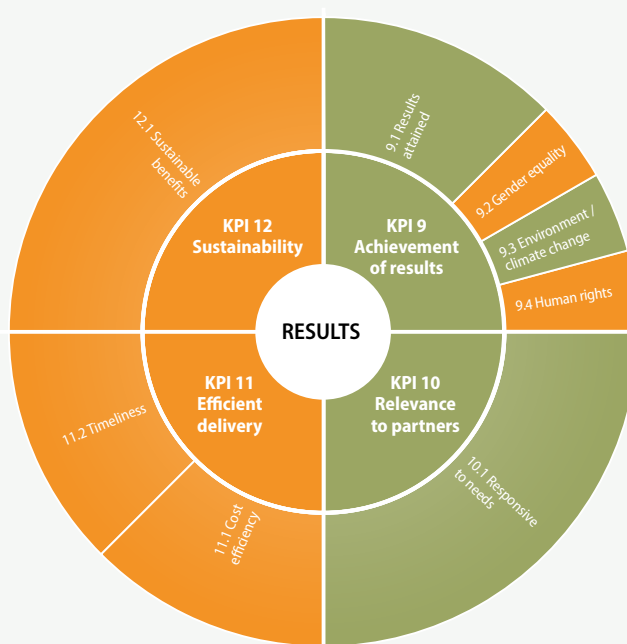 RESULTS
KPI 9
Achievement
of results
9.1 Results
attained
9.2 Gender equality
9.3 Environment /
climate change
9.4 Human rights
KPI 10
Relevance
to partners
10.1 Responsive
to needs
KPI 11
Efficient
delivery
11.1 Cost
efficiency
11.2 Timeliness
KPI 12
Sustainability
12.1 Sustainable
benefits